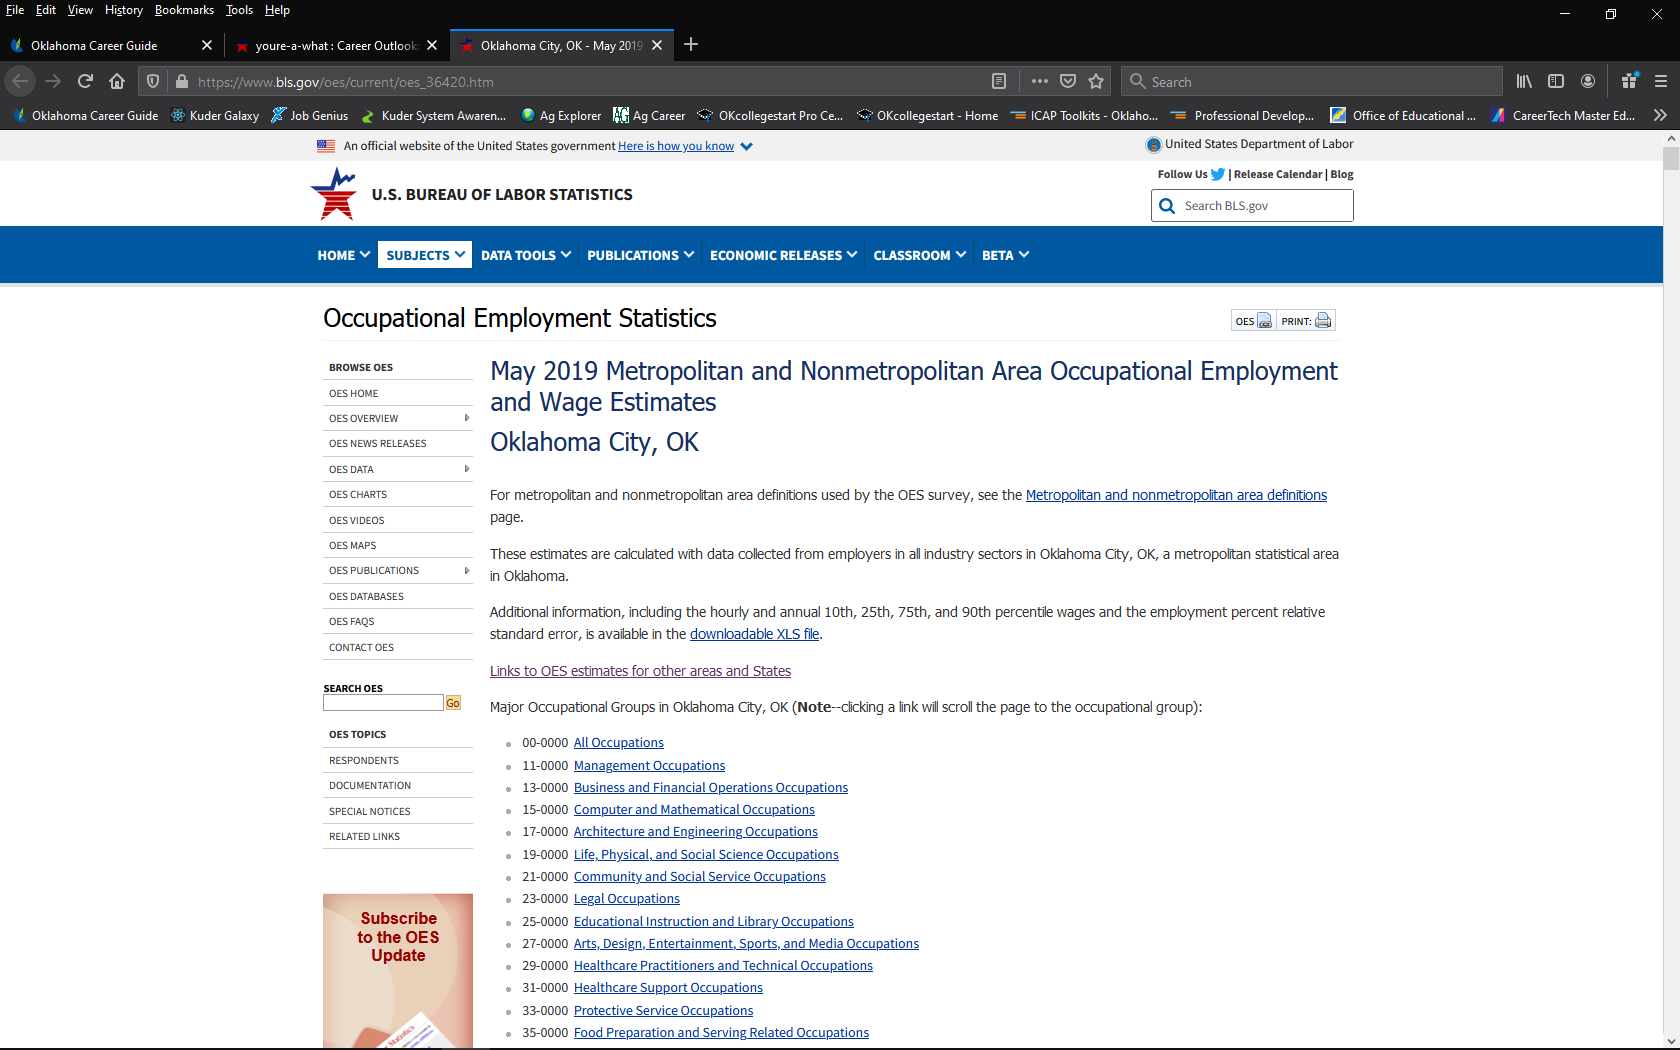 File Edit View History Bookmarks Tools Help
Oklahoma Career Guide
youre-a-what : Career Outlook:
Oklahoma City, OK - May 2019
https://www.bls.gov/oes/current/oes_36420.htm
Search
Oklahoma Career Guide Kuder Galaxy Job Genius Kuder System Awaren... Ag Explorer Ag Career OKcollegestart Pro Ce... OKcollegestart - Home ICAP Toolkits - Oklaho... Professional Develop... Office of Educational ... CareerTech Master Ed...
An official website of the United States government Here is how you know
United States Department of Labor
Follow Us | Release Calendar | Blog
U.S. BUREAU OF LABOR STATISTICS
Search BLS.gov
HOME SUBJECTS DATA TOOLS PUBLICATIONS ECONOMIC RELEASES CLASSROOM BETA
Occupational Employment Statistics
OES PRINT:
BROWSE OES
OES HOME
OES OVERVIEW
OES NEWS RELEASES
OES DATA
OES CHARTS
OES VIDEOS
OES MAPS
OES PUBLICATIONS
OES DATABASES
OES FAQS
CONTACT OES
SEARCH OES
Go
OES TOPICS
RESPONDENTS
DOCUMENTATION
SPECIAL NOTICES
RELATED LINKS
Subscribe
to the OES
Update
May 2019 Metropolitan and Nonmetropolitan Area Occupational Employment
and Wage Estimates
Oklahoma City, OK
For metropolitan and nonmetropolitan area definitions used by the OES survey, see the Metropolitan and nonmetropolitan area definitions
page.
These estimates are calculated with data collected from employers in all industry sectors in Oklahoma City, OK, a metropolitan statistical area
in Oklahoma.
Additional information, including the hourly and annual 10th, 25th, 75th, and 90th percentile wages and the employment percent relative
standard error, is available in the downloadable XLS file.
Links to OES estimates for other areas and States
Major Occupational Groups in Oklahoma City, OK (Note--clicking a link will scroll the page to the occupational group):
00-0000 All Occupations
11-0000 Management Occupations
13-0000 Business and Financial Operations Occupations
15-0000 Computer and Mathematical Occupations
17-0000 Architecture and Engineering Occupations
19-0000 Life, Physical, and Social Science Occupations
21-0000 Community and Social Service Occupations
23-0000 Legal Occupations
25-0000 Educational Instruction and Library Occupations
27-0000 Arts, Design, Entertainment, Sports, and Media Occupations
29-0000 Healthcare Practitioners and Technical Occupations
31-0000 Healthcare Support Occupations
33-0000 Protective Service Occupations
35-0000 Food Preparation and Serving Related Occupations